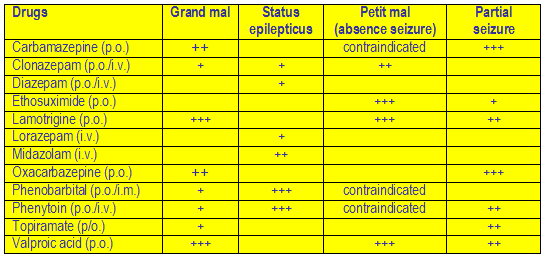 Drugs Grand mal Status epilepticus Petit mal (absence seizure) Partial seizure
Carbamazepine (p.o.) ++ contraindicated +++
Clonazepam (p.o./i.v.) + + ++
Diazepam (p.o./i.v.) +
Ethosuximide (p.o.) +++ +
Lamotrigine (p.o.) +++ +++ ++
Lorazepam (i.v.) +
Midazolam (i.v.) ++
Oxacarbazepine (p.o.) ++ +++
Phenobarbital (p.o./i.m.) + +++ contraindicated
Phenytoin (p.o./i.v.) + +++ contraindicated ++
Topiramate (p/o.) + ++
Valproic acid (p.o.) +++ +++ ++